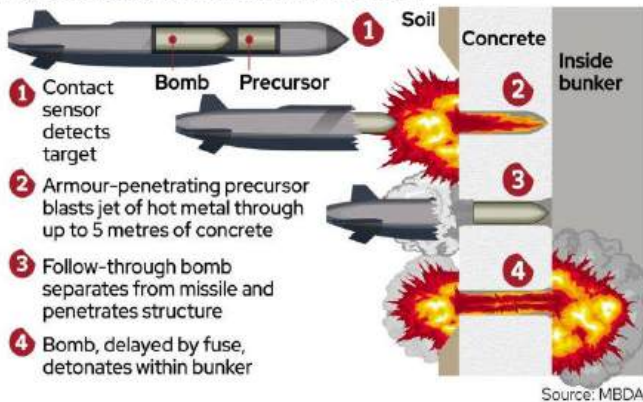 1
Soil
Concrete
Inside
bunker
Bomb
Precursor
1 Contact
sensor
detects
target
2
2 Armour-penetrating precursor
blasts jet of hot metal through
up to 5 metres of concrete
3
3 Follow-through bomb
separates from missile and
penetrates structure
4
4 Bomb, delayed by fuse,
detonates within bunker
Source: MBDA